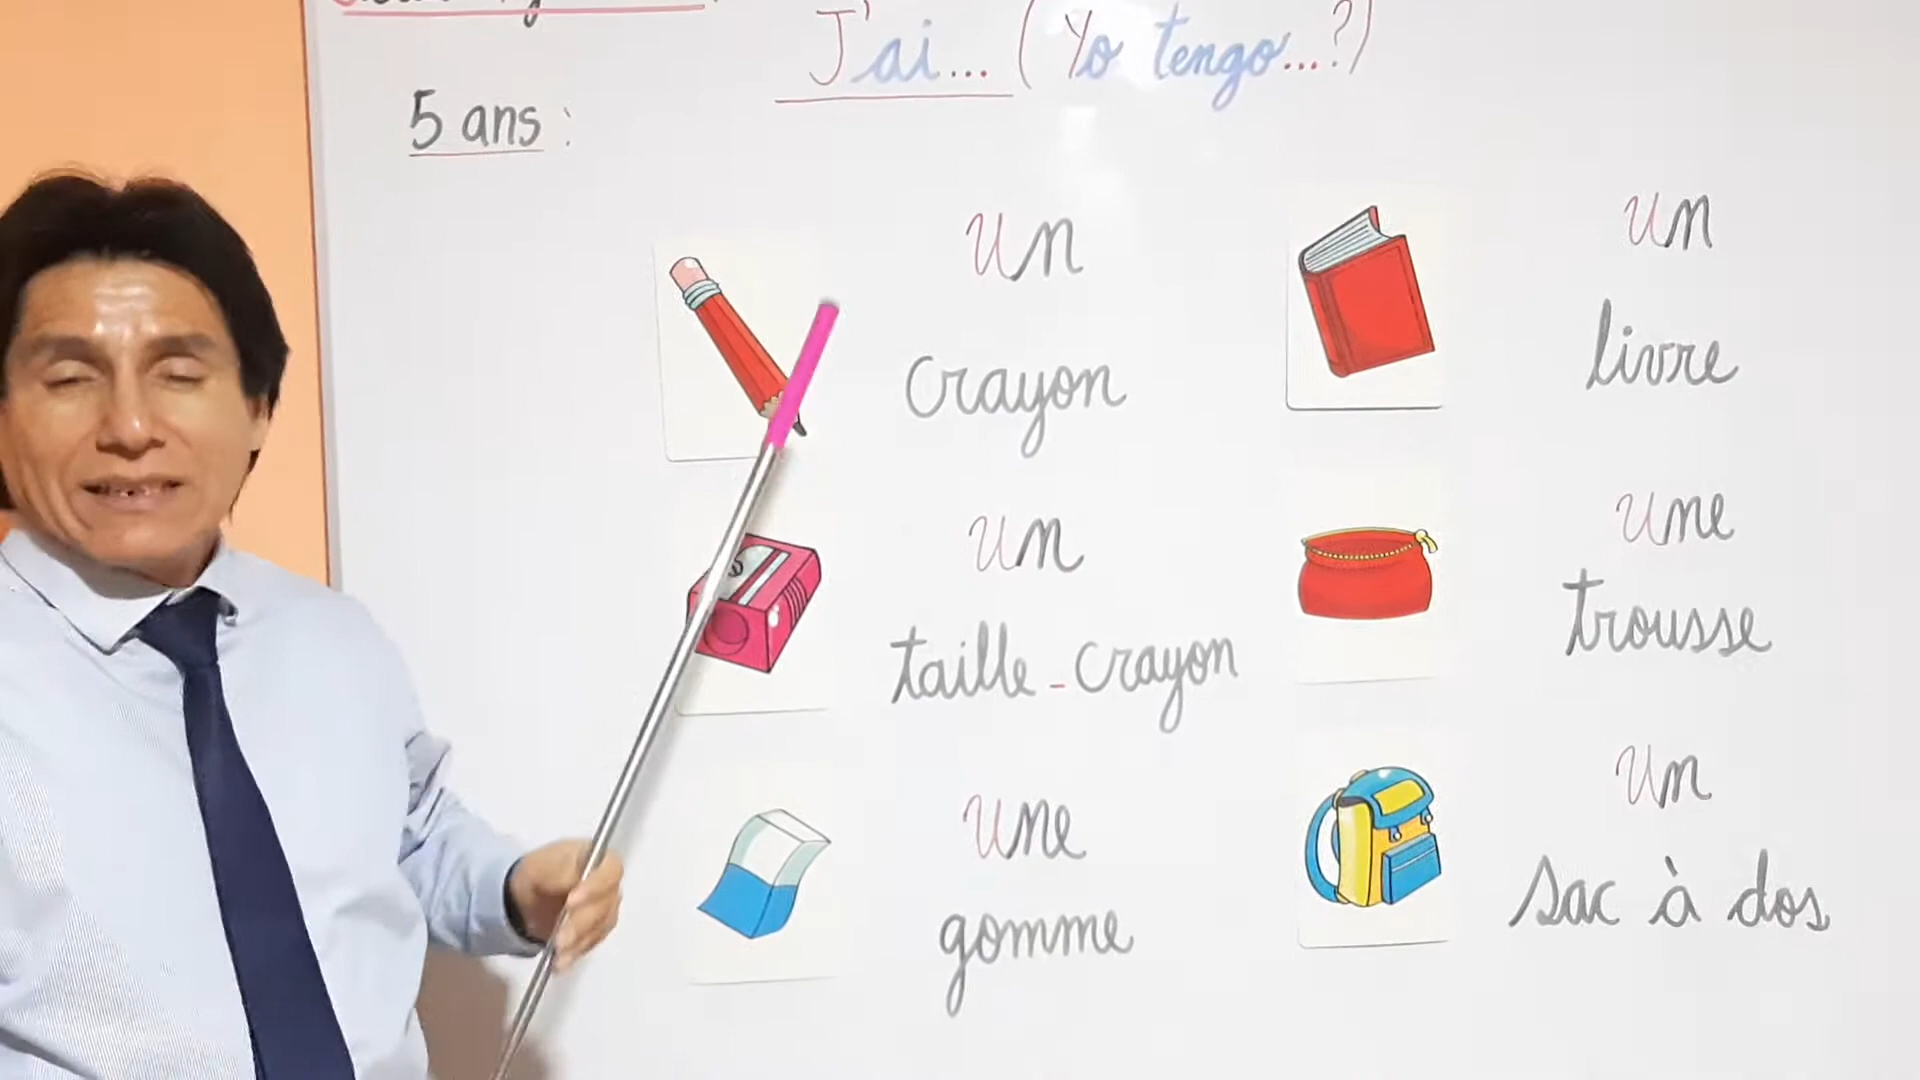 J'ai... (Yo tengo...?)
5 ans :
un
crayon
un
taille-crayon
une
gomme
un
livre
une
trousse
un
sac à dos